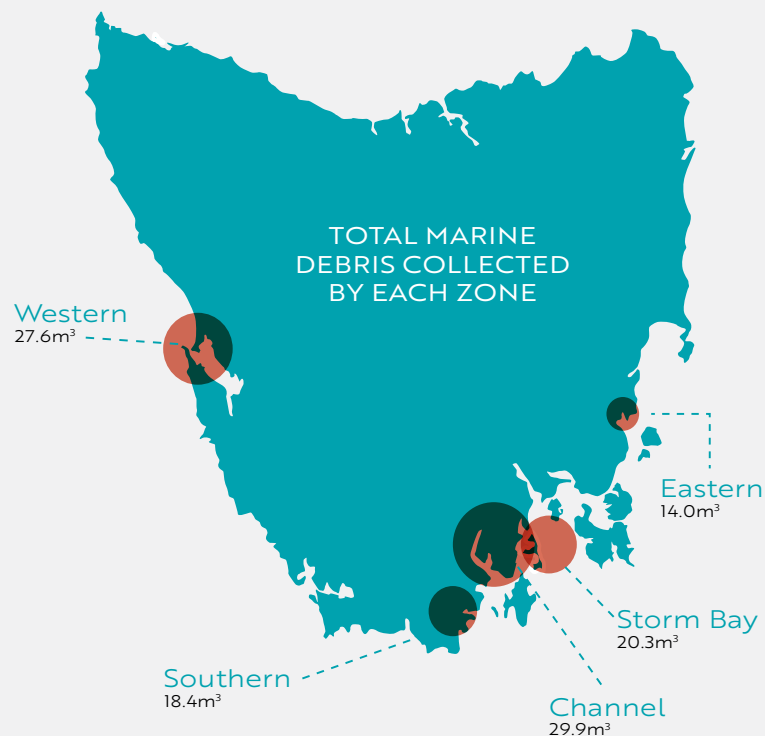 TOTAL MARINE
DEBRIS COLLECTED
BY EACH ZONE
Western
27.6m³
Eastern
14.0m³
Storm Bay
20.3m³
Southern
18.4m³
Channel
29.9m³